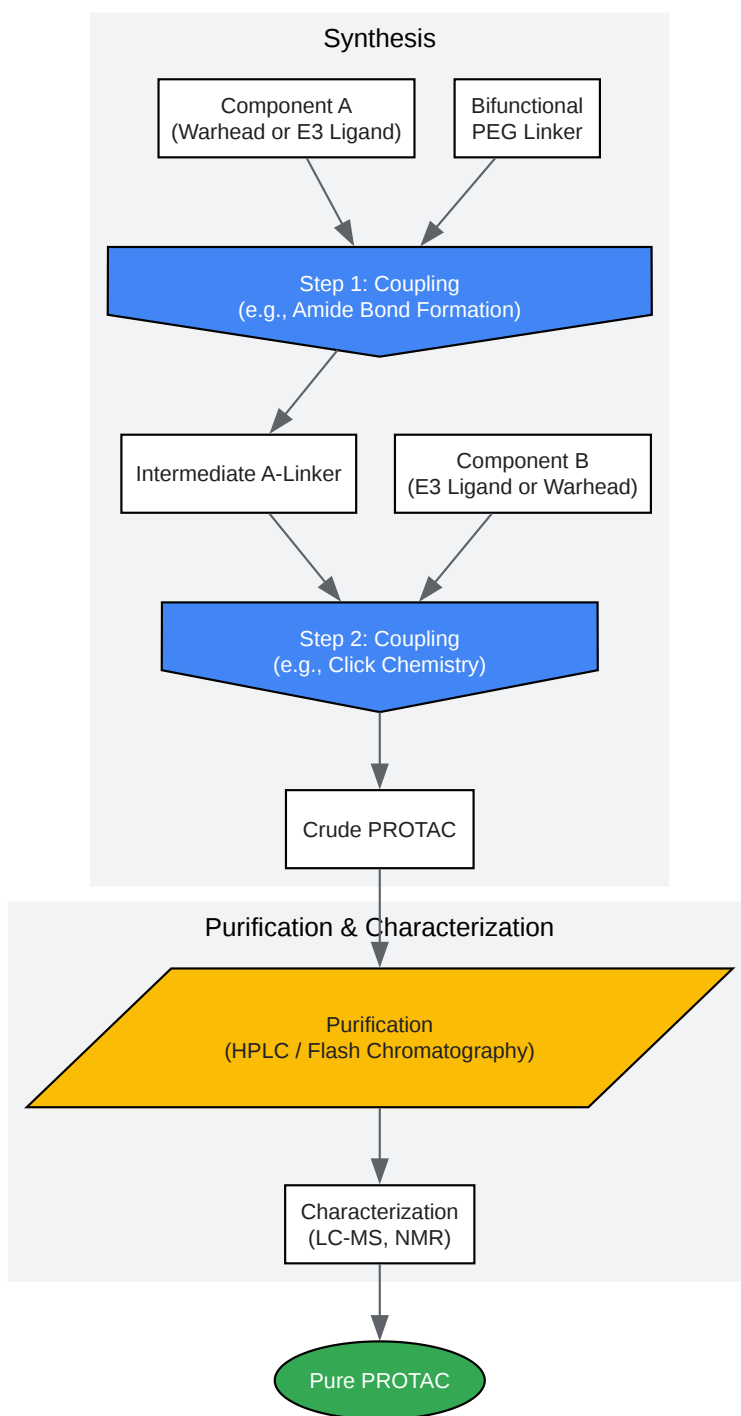 Synthesis
Component A
(Warhead or E3 Ligand)
Bifunctional
PEG Linker
Step 1: Coupling
(e.g., Amide Bond Formation)
Intermediate A-Linker
Component B
(E3 Ligand or Warhead)
Step 2: Coupling
(e.g., Click Chemistry)
Crude PROTAC
Purification & Characterization
Purification
(HPLC / Flash Chromatography)
Characterization
(LC-MS, NMR)
Pure PROTAC